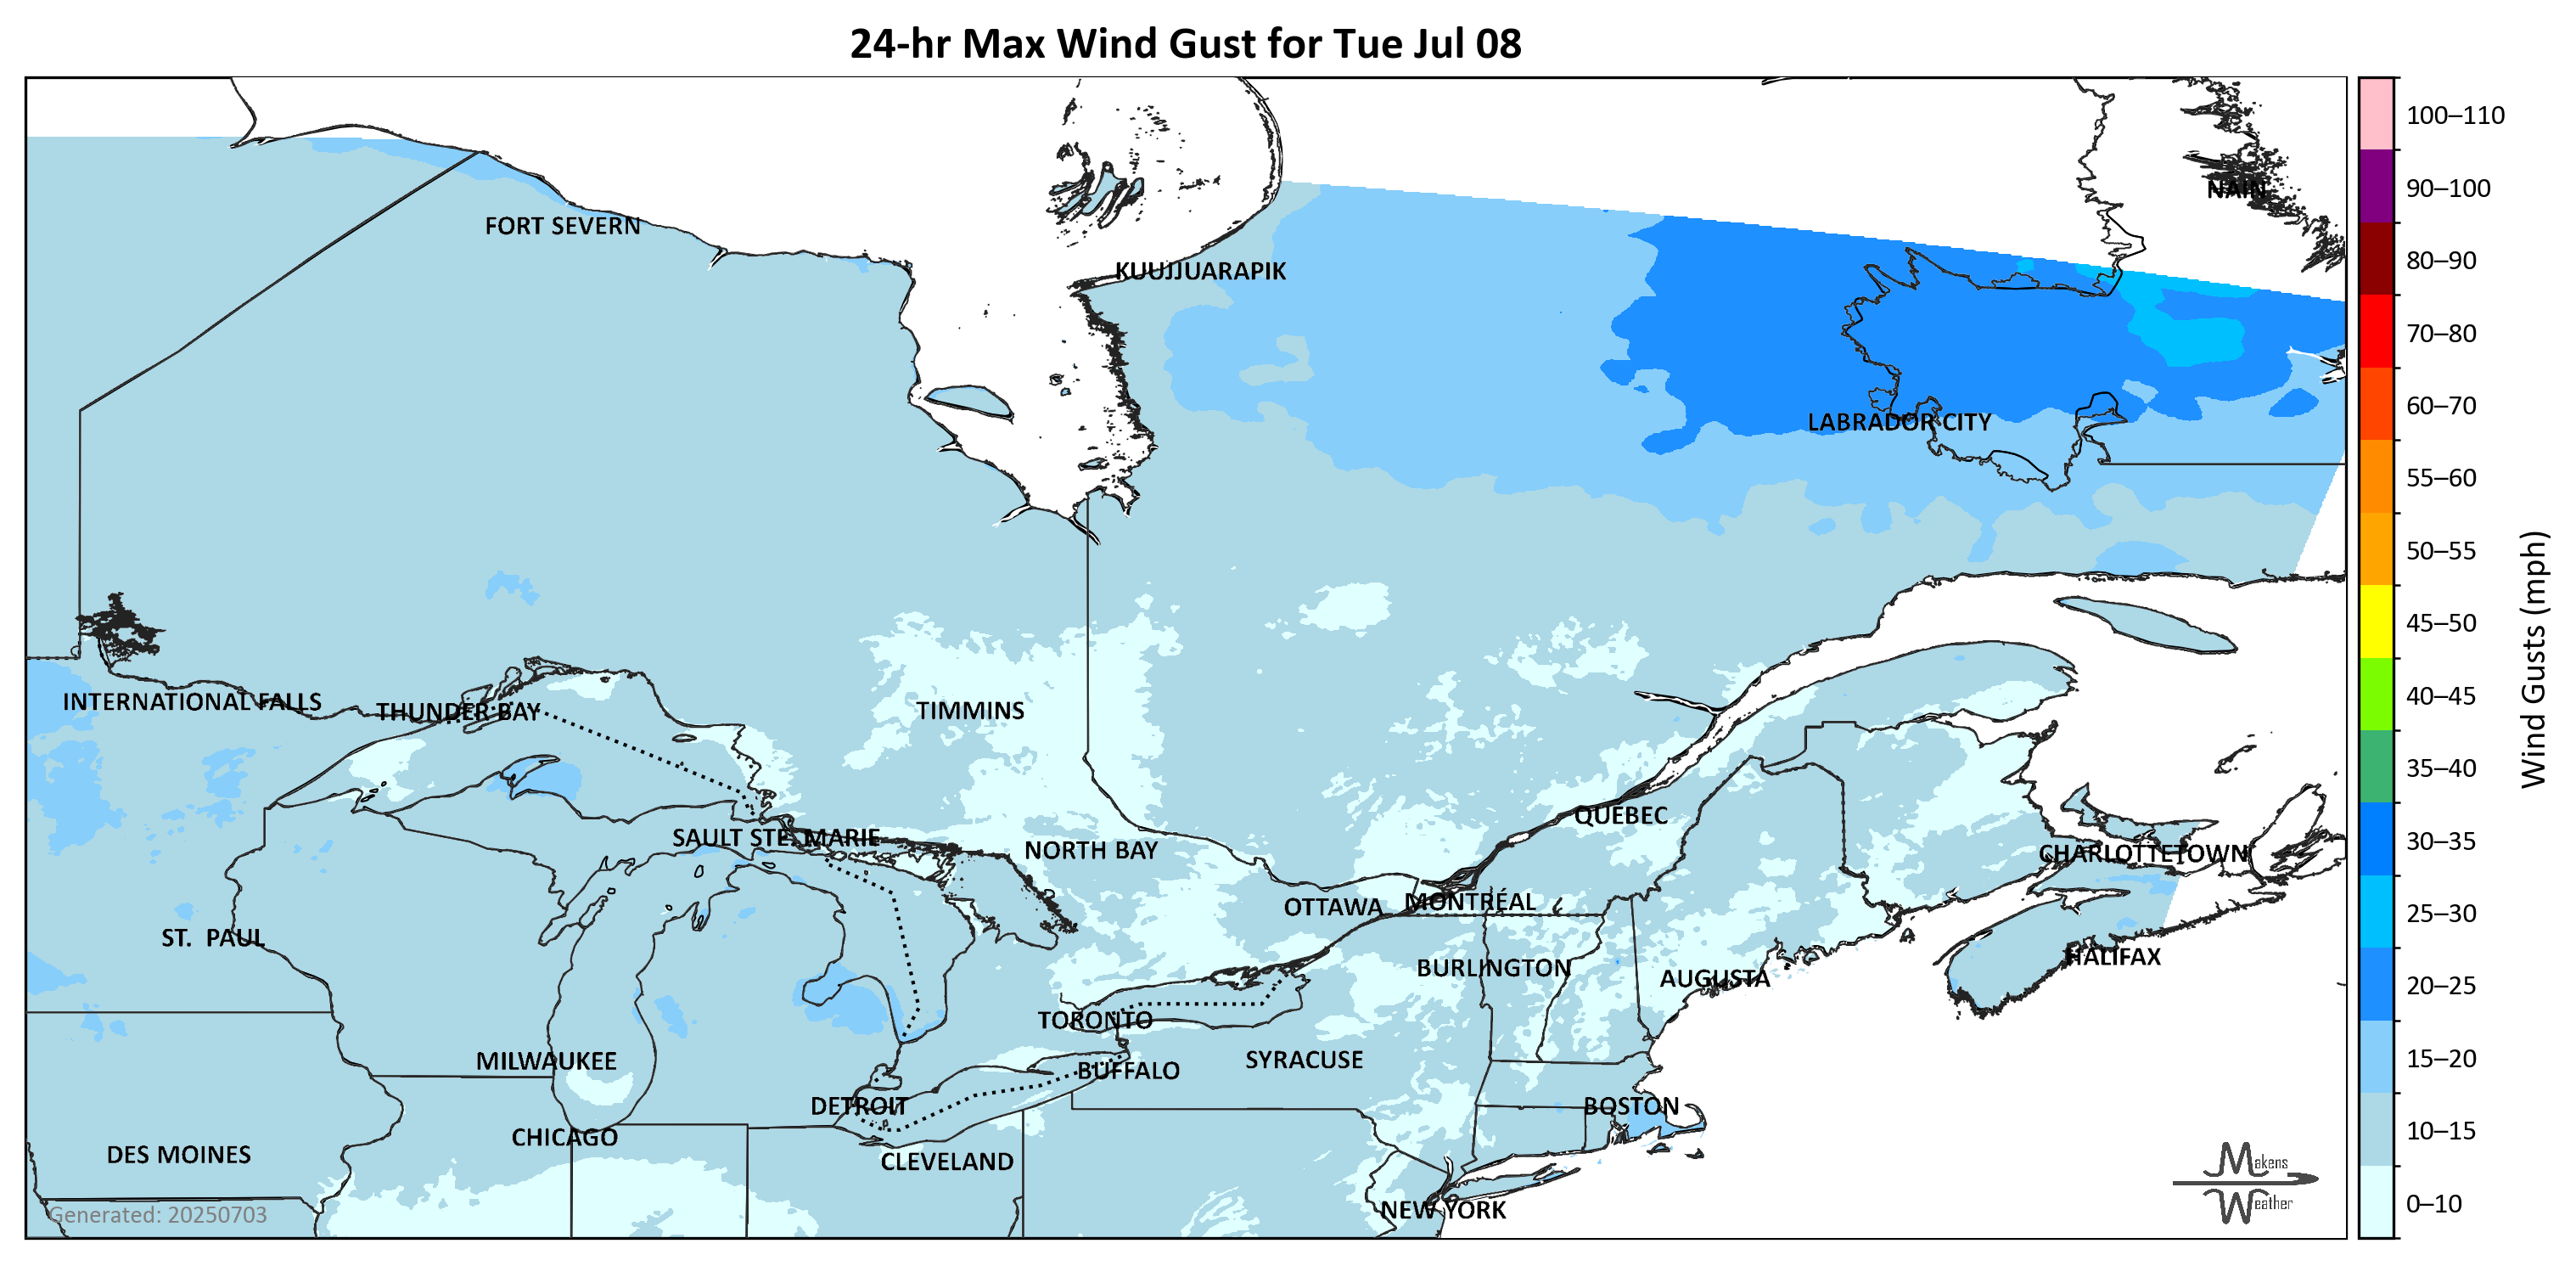 24-hr Max Wind Gust for Tue Jul 08
100–110
90–100
NAIN
FORT SEVERN
80–90
KUUJJUARAPIK
70–80
60–70
LABRADOR CITY
55–60
50–55
45–50
Wind Gusts (mph)
40–45
INTERNATIONAL FALLS
THUNDER BAY
TIMMINS
35–40
QUEBEC
30–35
SAULT STE. MARIE
NORTH BAY
CHARLOTTETOWN
OTTAWA
MONTRÉAL
25–30
ST. PAUL
HALIFAX
BURLINGTON
AUGUSTA
20–25
TORONTO
15–20
MILWAUKEE
SYRACUSE
BUFFALO
DETROIT
BOSTON
10–15
CHICAGO
DES MOINES
CLEVELAND
Makens
Weather
0–10
NEW YORK
Generated: 20250703